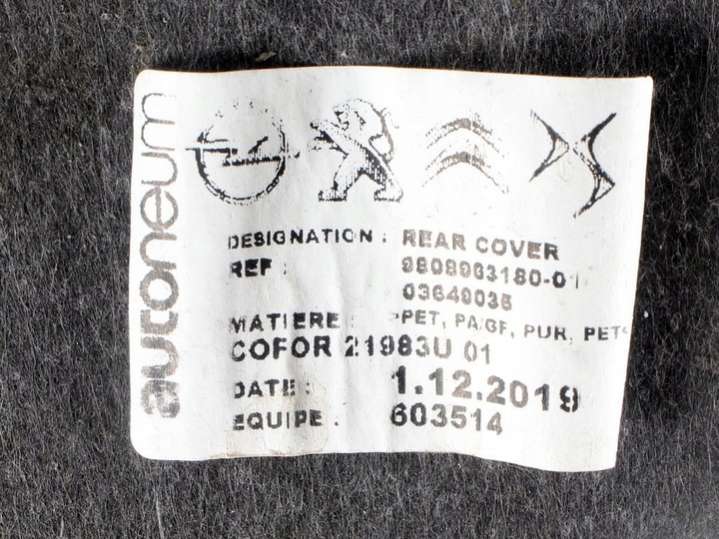 autoneum
DESIGNATION : REAR COVER
REF : 9808903180-01
03640036
MATIERE : >PET, PA/GF, PUR, PET<
COFOR 21983U 01
DATE : 1.12.2019
EQUIPE : 603514